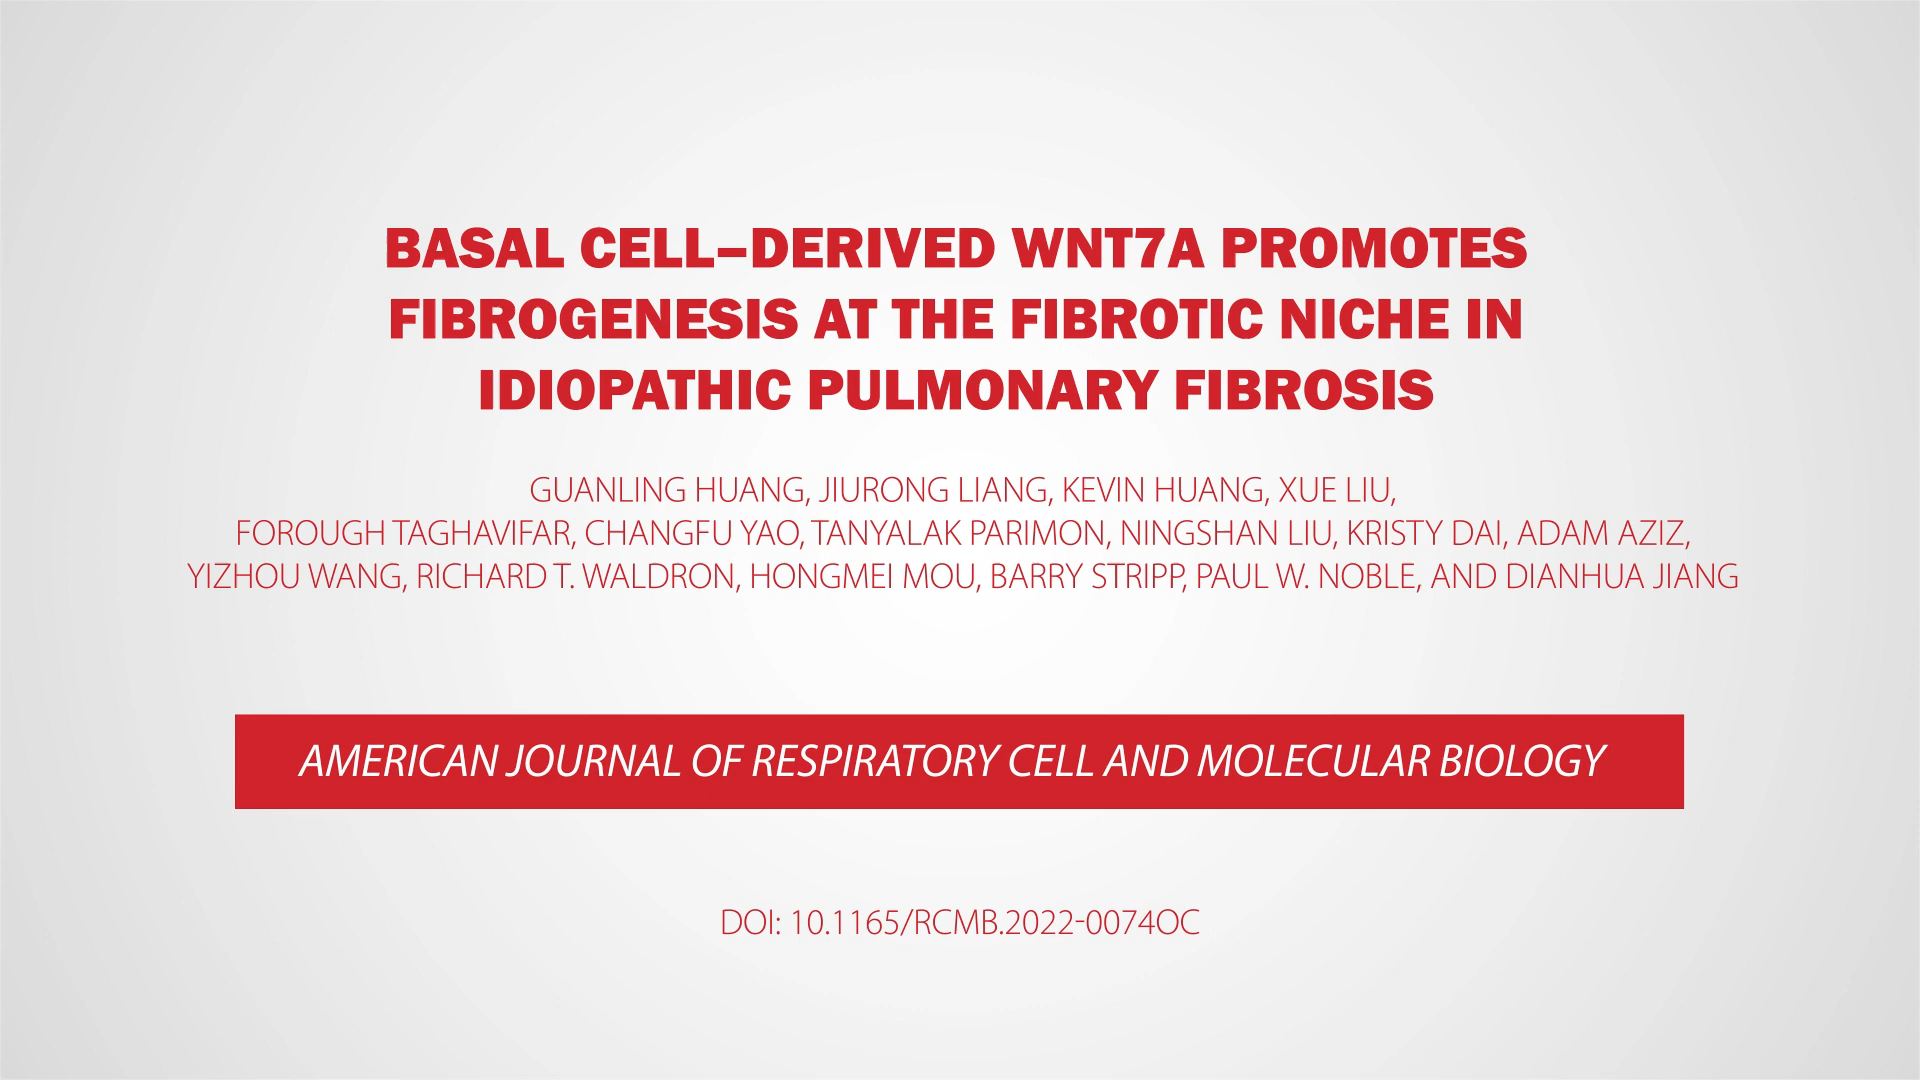 BASAL CELL–DERIVED WNT7A PROMOTES
FIBROGENESIS AT THE FIBROTIC NICHE IN
IDIOPATHIC PULMONARY FIBROSIS
GUANLING HUANG, JIURONG LIANG, KEVIN HUANG, XUE LIU,
FOROUGH TAGHAVIFAR, CHANGFU YAO, TANYALAK PARIMON, NINGSHAN LIU, KRISTY DAI, ADAM AZIZ,
YIZHOU WANG, RICHARD T. WALDRON, HONGMEI MOU, BARRY STRIPP, PAUL W. NOBLE, AND DIANHUA JIANG
AMERICAN JOURNAL OF RESPIRATORY CELL AND MOLECULAR BIOLOGY
DOI: 10.1165/RCMB.2022-0074OC